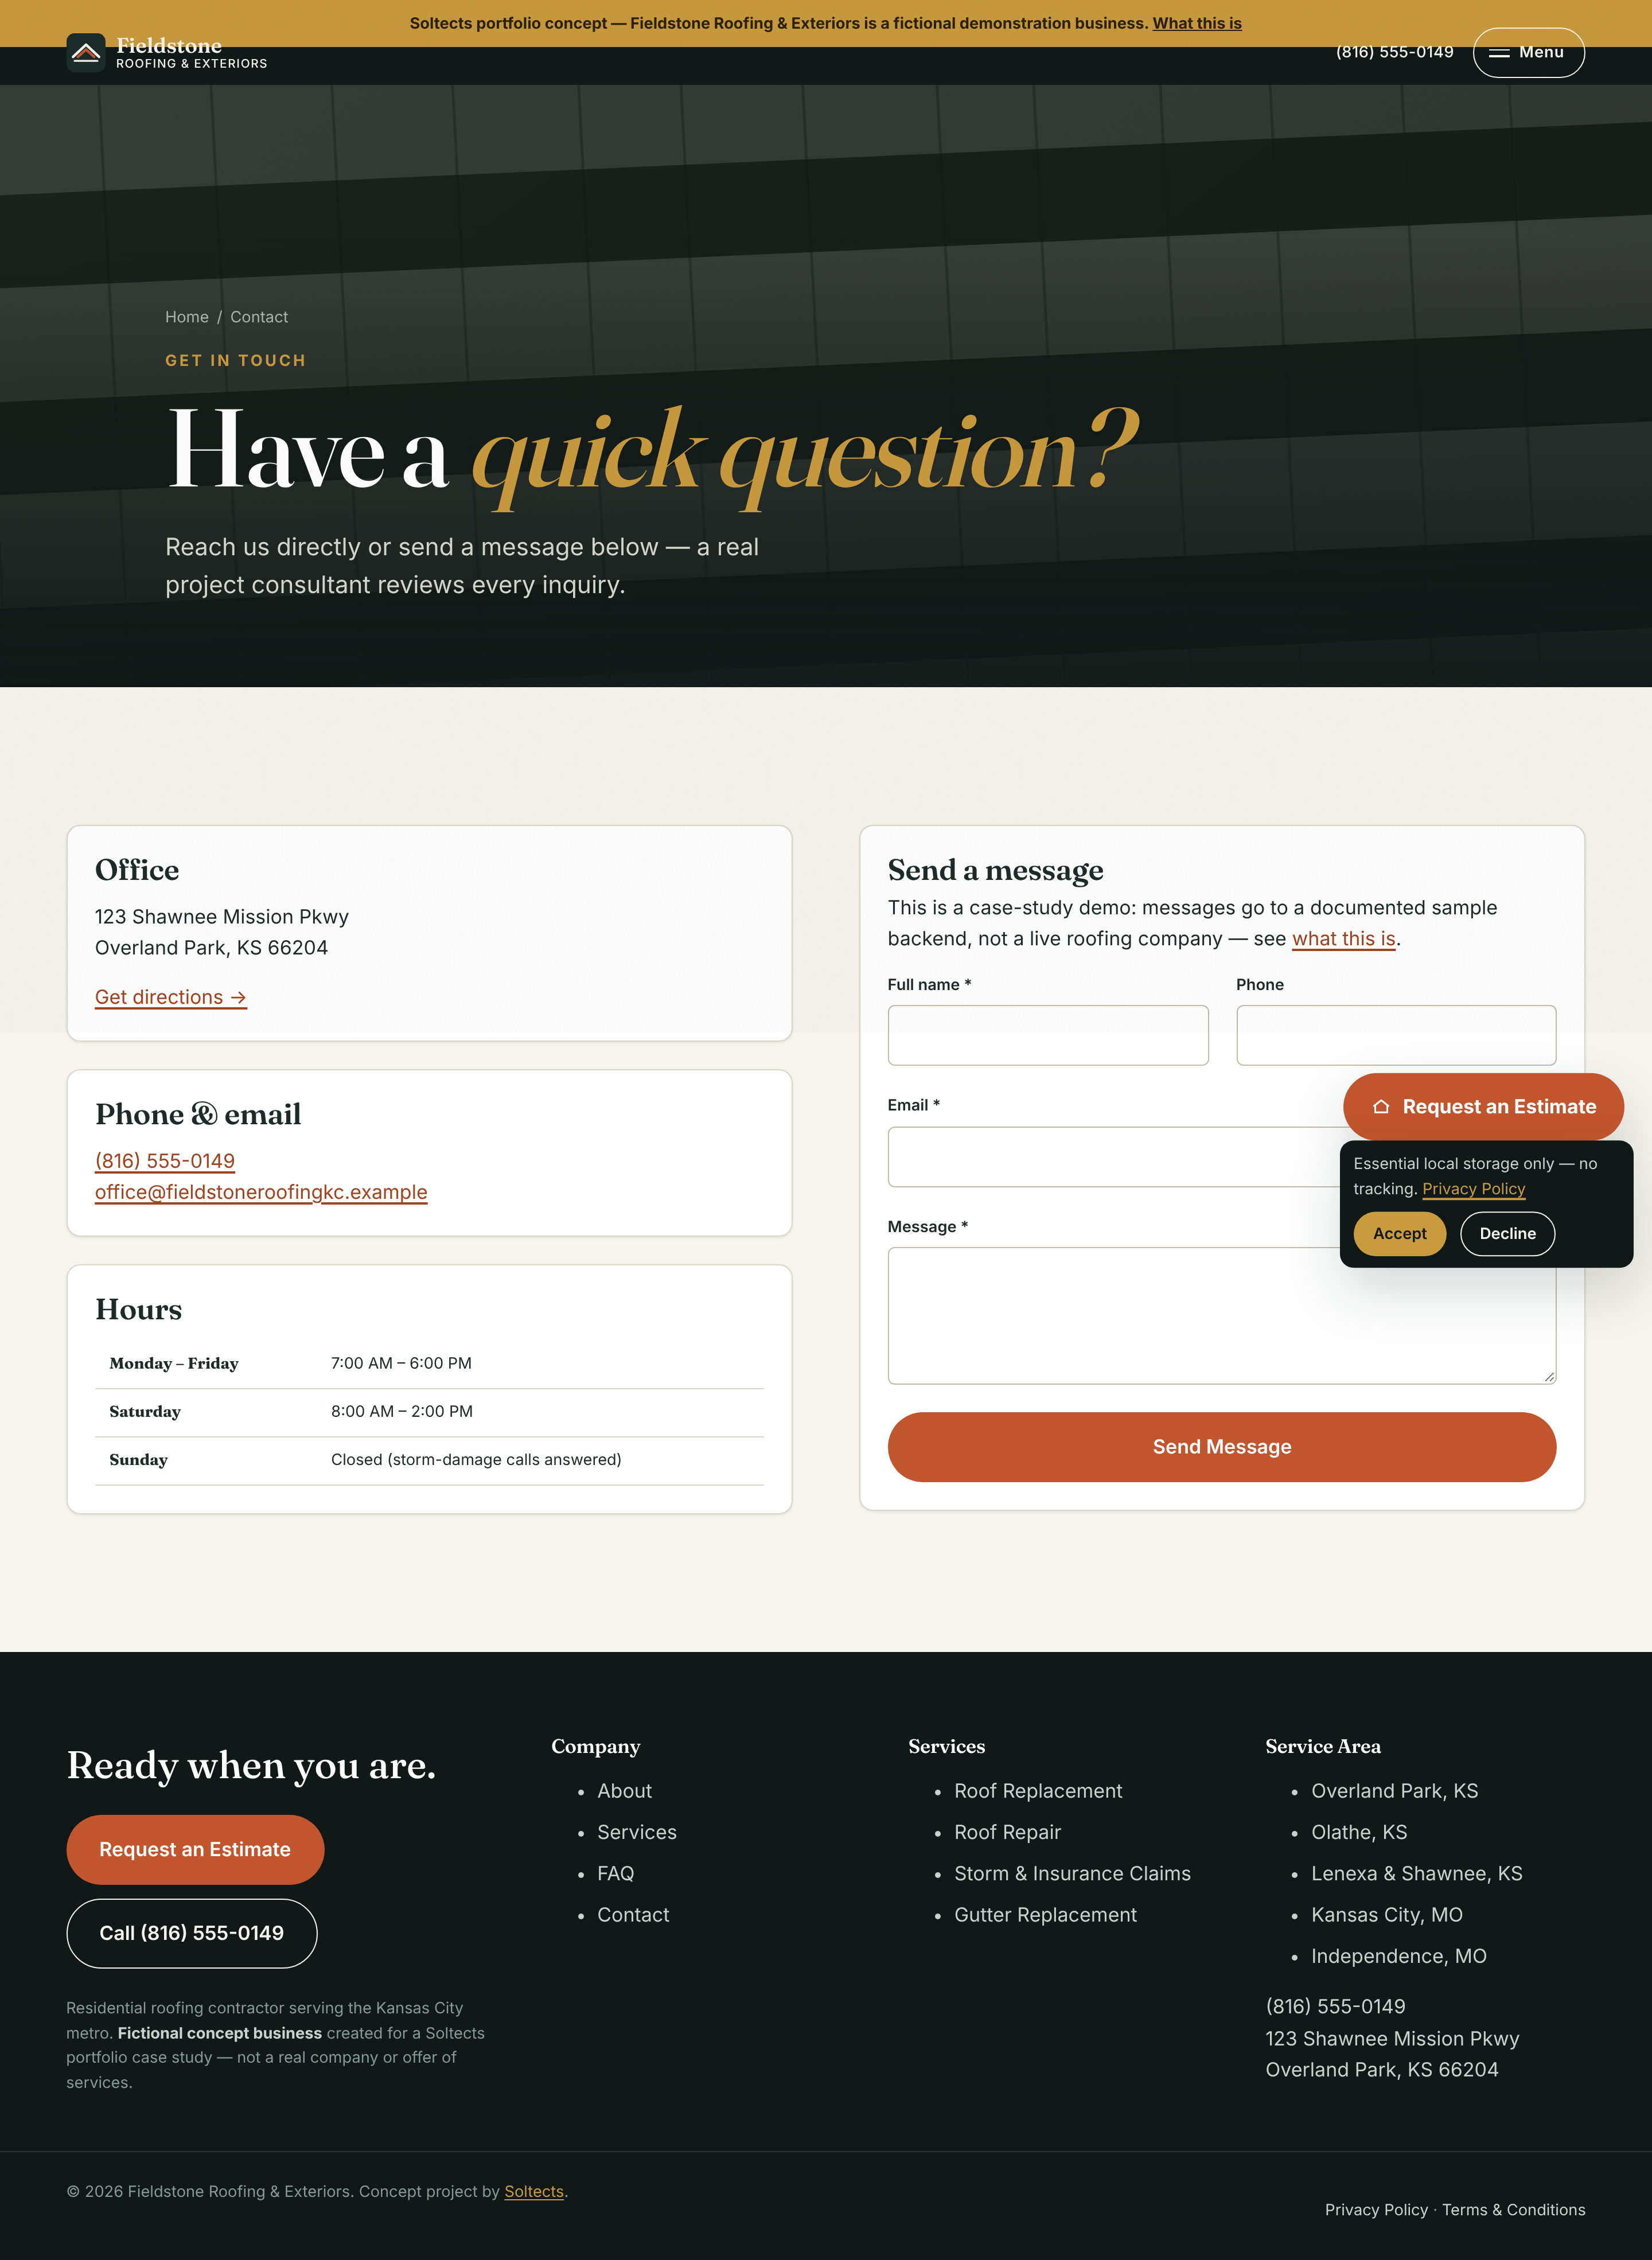 Soltects portfolio concept — Fieldstone Roofing & Exteriors is a fictional demonstration business. What this is
Fieldstone
ROOFING & EXTERIORS
(816) 555-0149
Menu
Home / Contact
GET IN TOUCH
Have a quick question?
Reach us directly or send a message below — a real
project consultant reviews every inquiry.
Office
123 Shawnee Mission Pkwy
Overland Park, KS 66204
Get directions →
Phone & email
(816) 555-0149
office@fieldstoneroofingkc.example
Hours
Monday – Friday 7:00 AM – 6:00 PM
Saturday 8:00 AM – 2:00 PM
Sunday Closed (storm-damage calls answered)
Send a message
This is a case-study demo: messages go to a documented sample
backend, not a live roofing company — see what this is.
Full name * Phone
Email *
Message *
Send Message
Request an Estimate
Essential local storage only — no
tracking. Privacy Policy
Accept Decline
Ready when you are.
Request an Estimate
Call (816) 555-0149
Residential roofing contractor serving the Kansas City
metro. Fictional concept business created for a Soltects
portfolio case study — not a real company or offer of
services.
Company
• About
• Services
• FAQ
• Contact
Services
• Roof Replacement
• Roof Repair
• Storm & Insurance Claims
• Gutter Replacement
Service Area
• Overland Park, KS
• Olathe, KS
• Lenexa & Shawnee, KS
• Kansas City, MO
• Independence, MO
(816) 555-0149
123 Shawnee Mission Pkwy
Overland Park, KS 66204
© 2026 Fieldstone Roofing & Exteriors. Concept project by Soltects.
Privacy Policy · Terms & Conditions